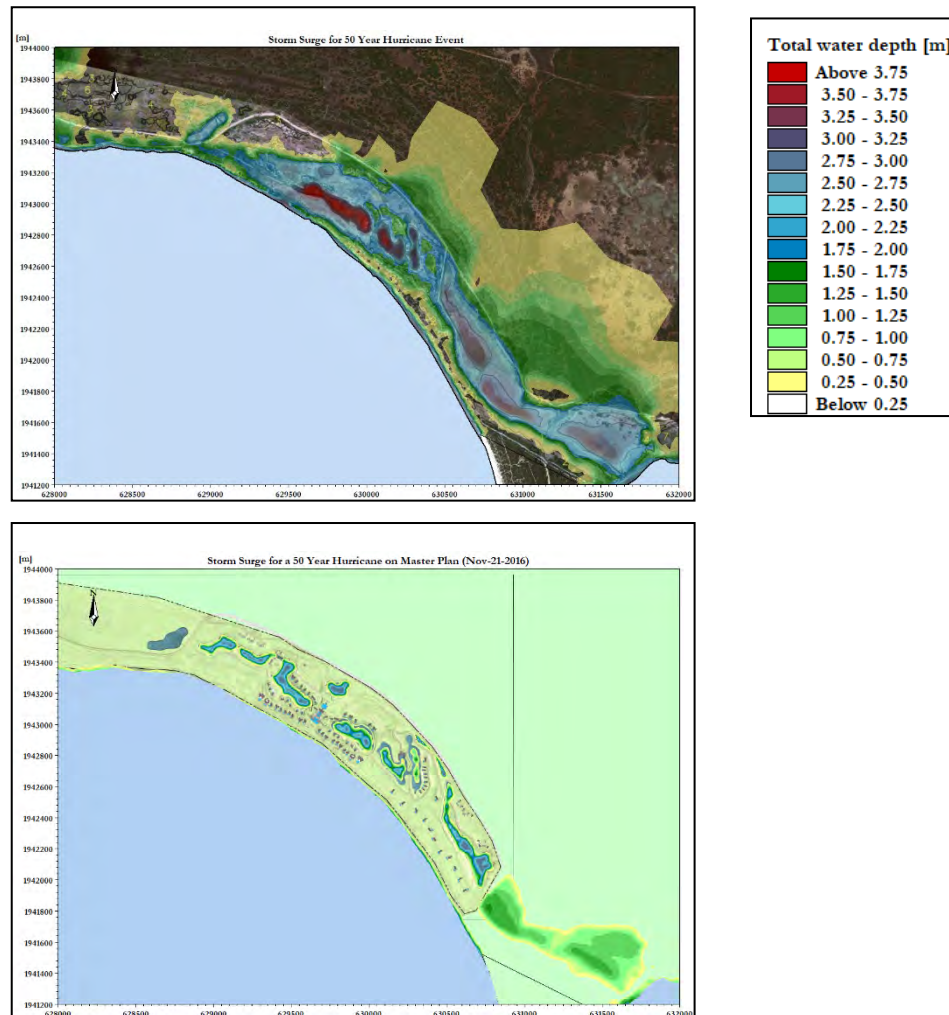 Storm Surge for 50 Year Hurricane Event
[m]
1944000
1943800
1943600
1943400
1943200
1943000
1942800
1942600
1942400
1942200
1942000
1941800
1941600
1941400
1941200
628000 628500 629000 629500 630000 630500 631000 631500 632000
Total water depth [m]
Above 3.75
3.50 - 3.75
3.25 - 3.50
3.00 - 3.25
2.75 - 3.00
2.50 - 2.75
2.25 - 2.50
2.00 - 2.25
1.75 - 2.00
1.50 - 1.75
1.25 - 1.50
1.00 - 1.25
0.75 - 1.00
0.50 - 0.75
0.25 - 0.50
Below 0.25
Storm Surge for a 50 Year Hurricane on Master Plan (Nov-21-2016)
[m]
1944000
N
1943800
1943600
1943400
1943200
1943000
1942800
1942600
1942400
1942200
1942000
1941800
1941600
1941400
1941200
628000 628500 629000 629500 630000 630500 631000 631500 632000